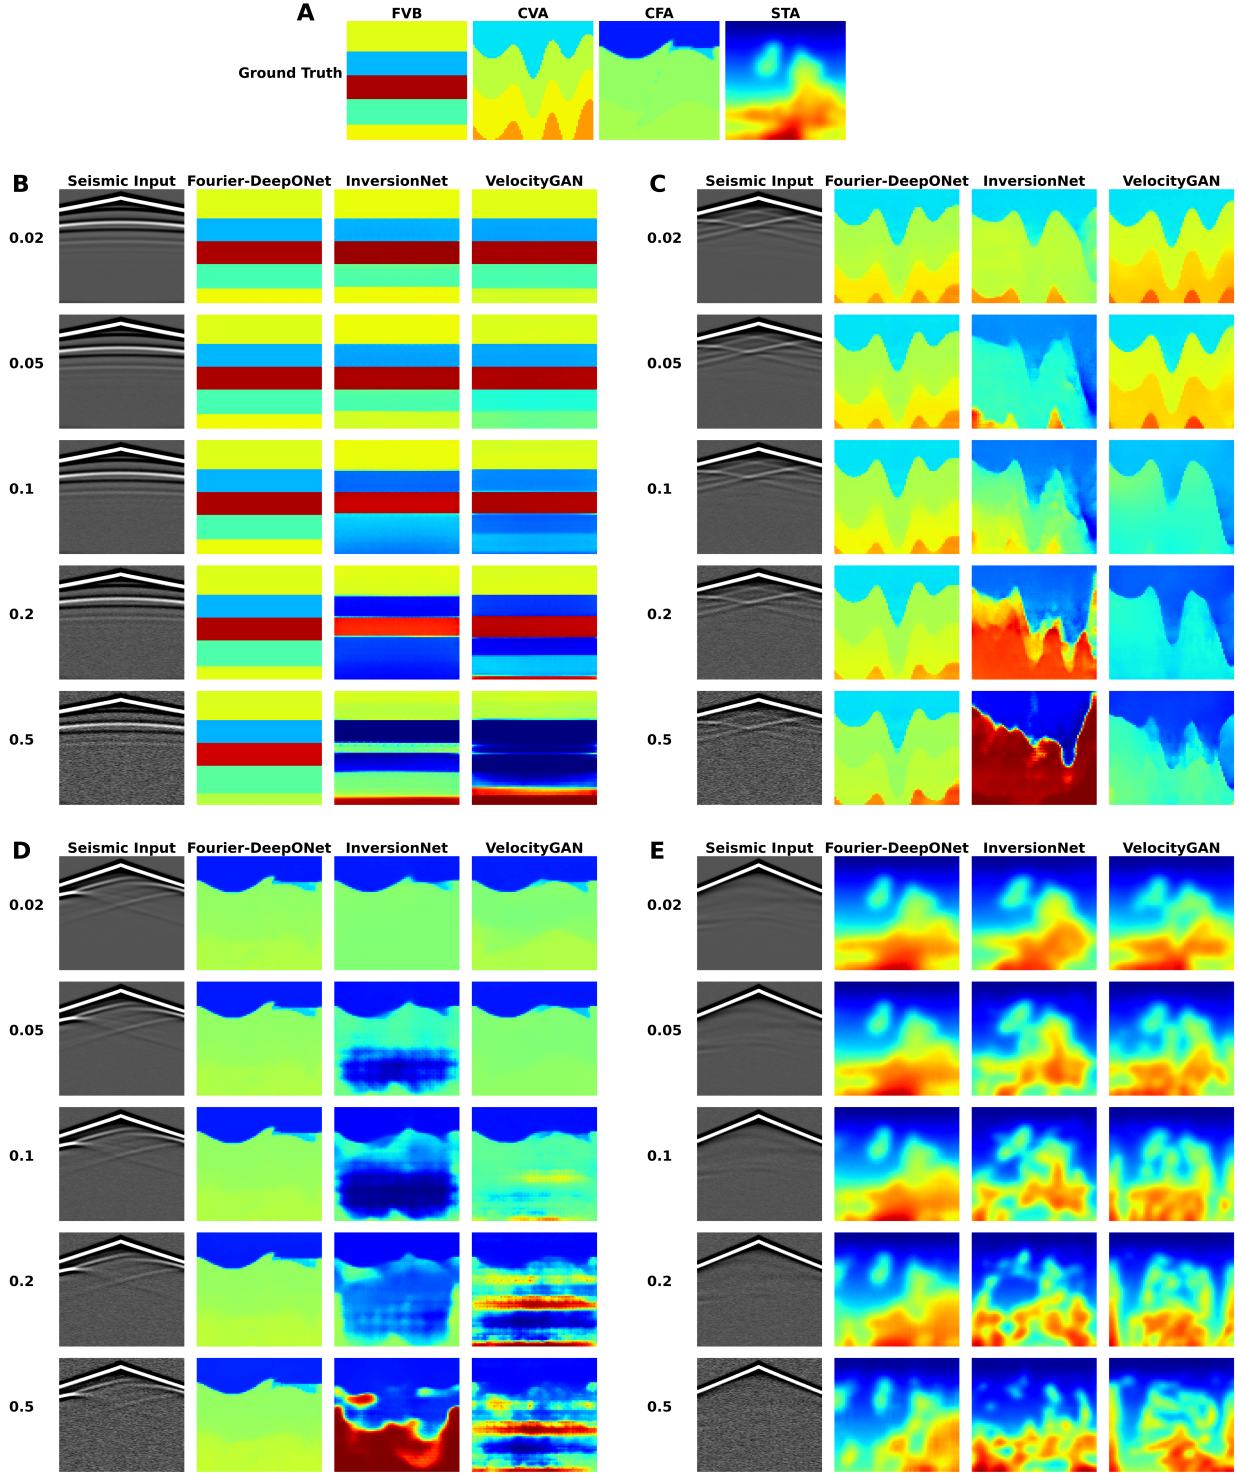 A
FVB CVA CFA STA
Ground Truth
B
Seismic Input Fourier-DeepONet InversionNet VelocityGAN
0.02
0.05
0.1
0.2
0.5
C
Seismic Input Fourier-DeepONet InversionNet VelocityGAN
0.02
0.05
0.1
0.2
0.5
D
Seismic Input Fourier-DeepONet InversionNet VelocityGAN
0.02
0.05
0.1
0.2
0.5
E
Seismic Input Fourier-DeepONet InversionNet VelocityGAN
0.02
0.05
0.1
0.2
0.5